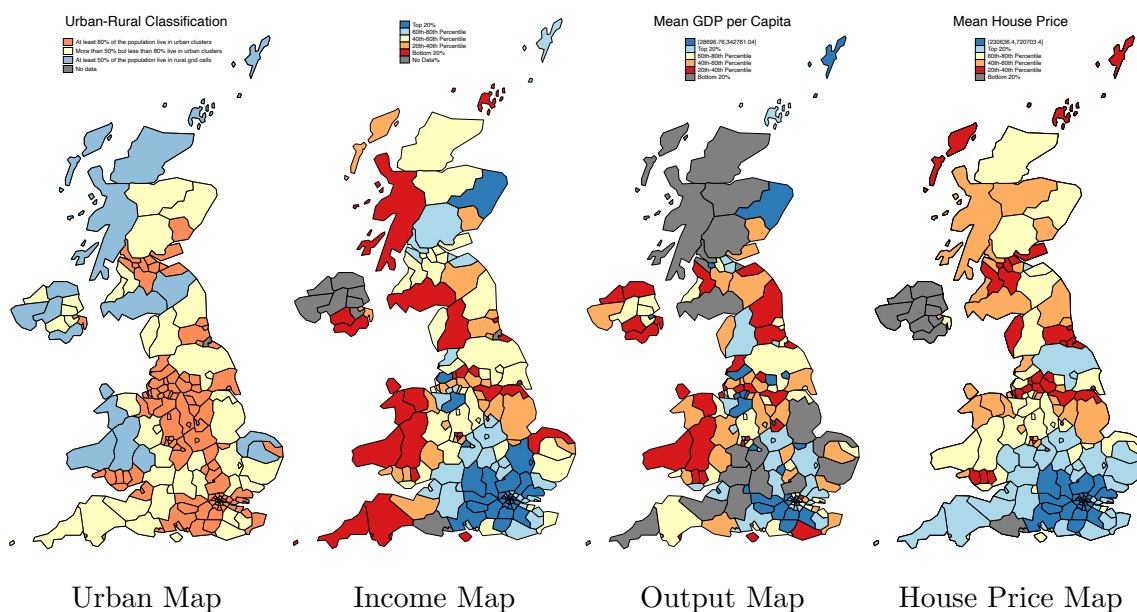 Urban-Rural Classification
At least 80% of the population live in urban clusters
More than 50% but less than 80% live in urban clusters
At least 50% of the population live in rural grid cells
No data
Top 20%
60th-80th Percentile
40th-60th Percentile
20th-40th Percentile
Bottom 20%
No Data%
Mean GDP per Capita
(28696.76,342761.04]
Top 20%
60th-80th Percentile
40th-60th Percentile
20th-40th Percentile
Bottom 20%
Mean House Price
(230636.4,720703.4]
Top 20%
60th-80th Percentile
40th-60th Percentile
20th-40th Percentile
Bottom 20%
Urban Map
Income Map
Output Map
House Price Map